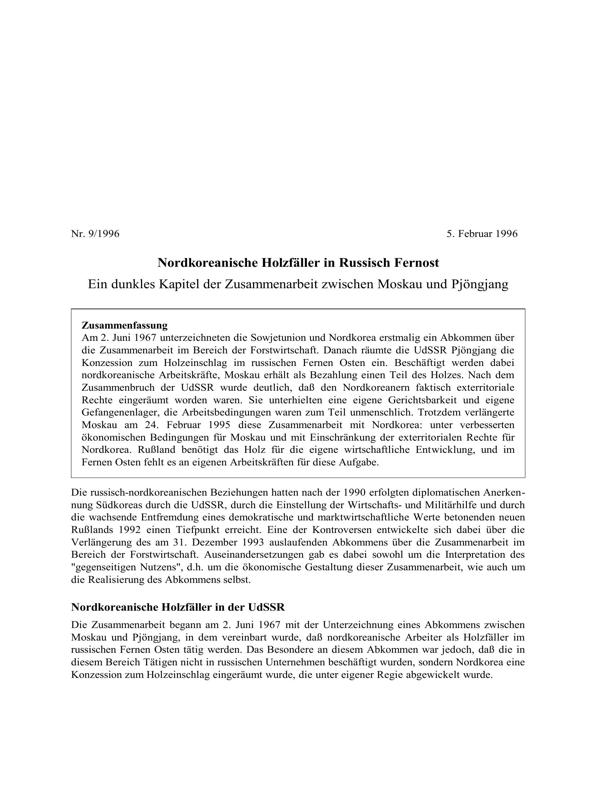 Nr. 9/1996 5. Februar 1996
Nordkoreanische Holzfäller in Russisch Fernost
Ein dunkles Kapitel der Zusammenarbeit zwischen Moskau und Pjöngjang
Zusammenfassung
Am 2. Juni 1967 unterzeichneten die Sowjetunion und Nordkorea erstmalig ein Abkommen über
die Zusammenarbeit im Bereich der Forstwirtschaft. Danach räumte die UdSSR Pjöngjang die
Konzession zum Holzeinschlag im russischen Fernen Osten ein. Beschäftigt werden dabei
nordkoreanische Arbeitskräfte, Moskau erhält als Bezahlung einen Teil des Holzes. Nach dem
Zusammenbruch der UdSSR wurde deutlich, daß den Nordkoreanern faktisch exterritoriale
Rechte eingeräumt worden waren. Sie unterhielten eine eigene Gerichtsbarkeit und eigene
Gefangenenlager, die Arbeitsbedingungen waren zum Teil unmenschlich. Trotzdem verlängerte
Moskau am 24. Februar 1995 diese Zusammenarbeit mit Nordkorea: unter verbesserten
ökonomischen Bedingungen für Moskau und mit Einschränkung der exterritorialen Rechte für
Nordkorea. Rußland benötigt das Holz für die eigene wirtschaftliche Entwicklung, und im
Fernen Osten fehlt es an eigenen Arbeitskräften für diese Aufgabe.
Die russisch-nordkoreanischen Beziehungen hatten nach der 1990 erfolgten diplomatischen Anerken-
nung Südkoreas durch die UdSSR, durch die Einstellung der Wirtschafts- und Militärhilfe und durch
die wachsende Entfremdung eines demokratische und marktwirtschaftliche Werte betonenden neuen
Rußlands 1992 einen Tiefpunkt erreicht. Eine der Kontroversen entwickelte sich dabei über die
Verlängerung des am 31. Dezember 1993 auslaufenden Abkommens über die Zusammenarbeit im
Bereich der Forstwirtschaft. Auseinandersetzungen gab es dabei sowohl um die Interpretation des
"gegenseitigen Nutzens", d.h. um die ökonomische Gestaltung dieser Zusammenarbeit, wie auch um
die Realisierung des Abkommens selbst.
Nordkoreanische Holzfäller in der UdSSR
Die Zusammenarbeit begann am 2. Juni 1967 mit der Unterzeichnung eines Abkommens zwischen
Moskau und Pjöngjang, in dem vereinbart wurde, daß nordkoreanische Arbeiter als Holzfäller im
russischen Fernen Osten tätig werden. Das Besondere an diesem Abkommen war jedoch, daß die in
diesem Bereich Tätigen nicht in russischen Unternehmen beschäftigt wurden, sondern Nordkorea eine
Konzession zum Holzeinschlag eingeräumt wurde, die unter eigener Regie abgewickelt wurde.